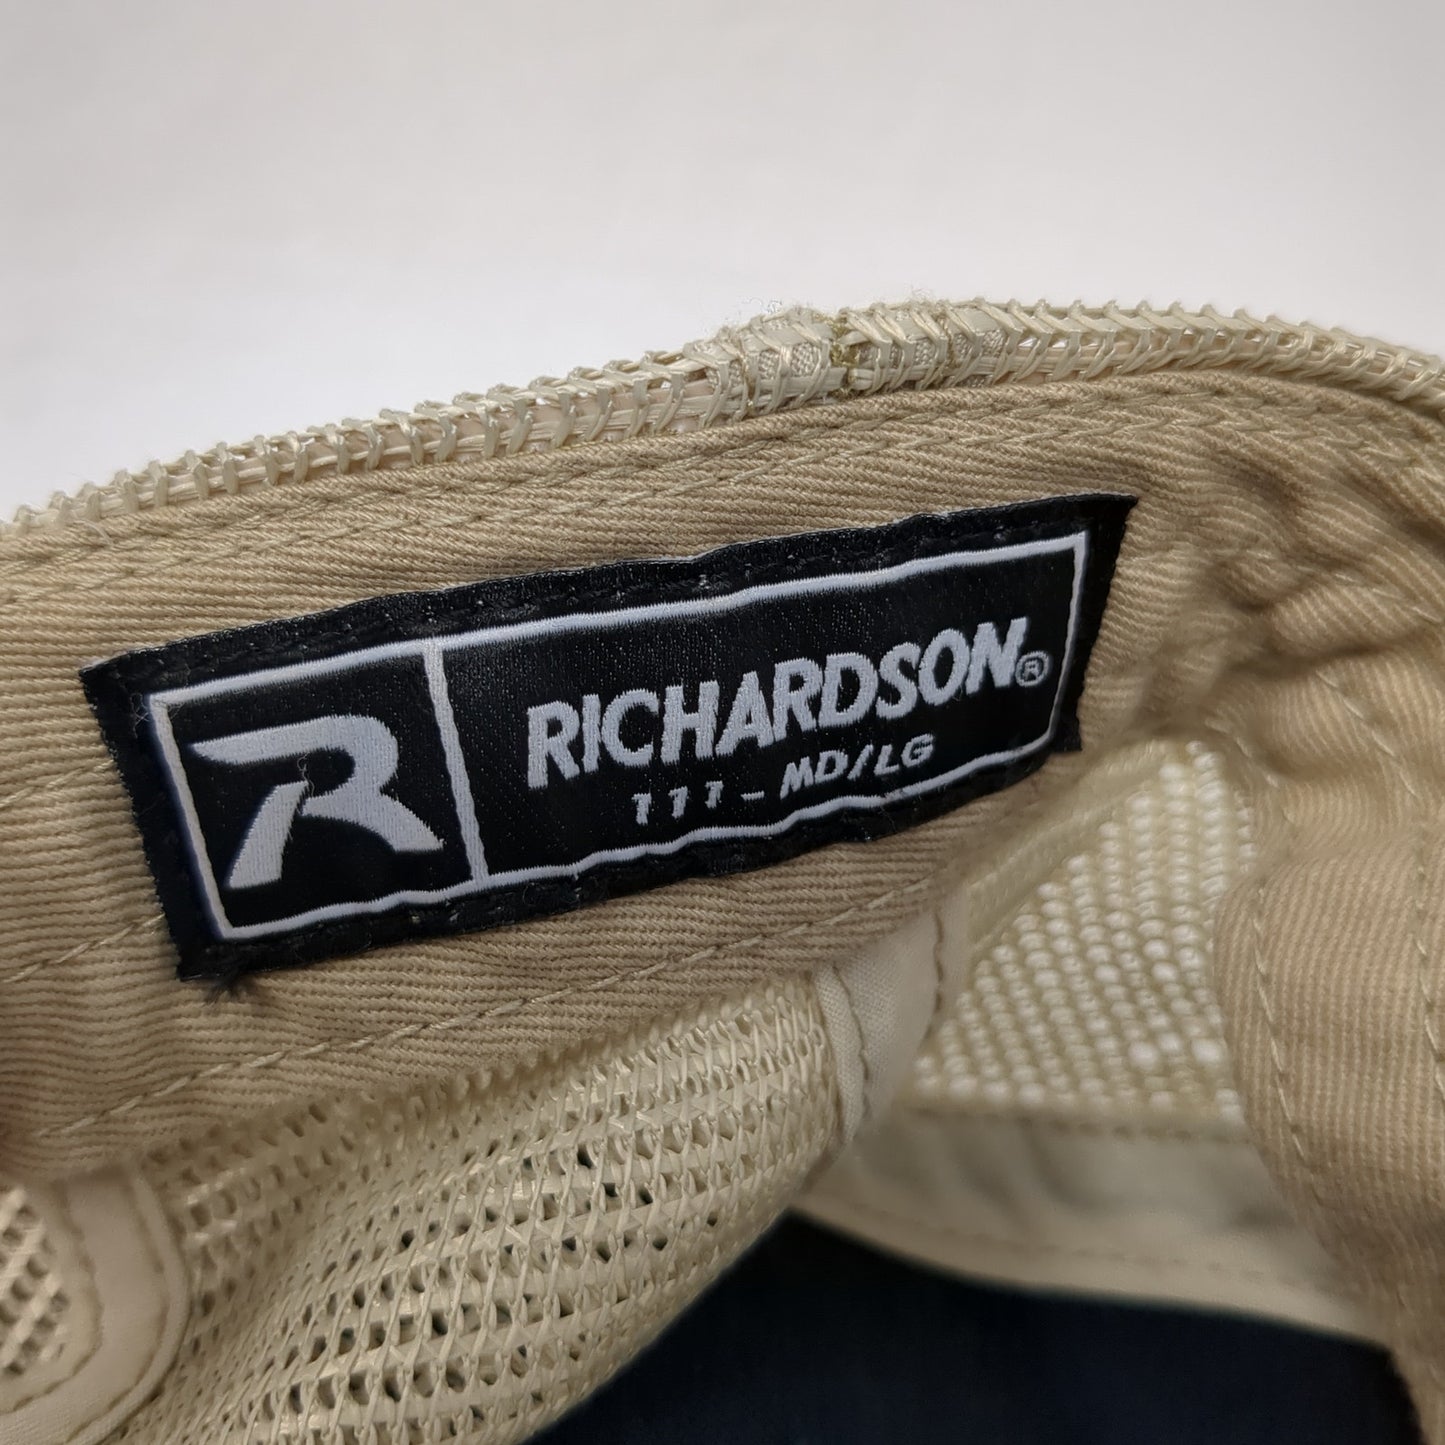 R
RICHARDSON®
111 - MD/LG